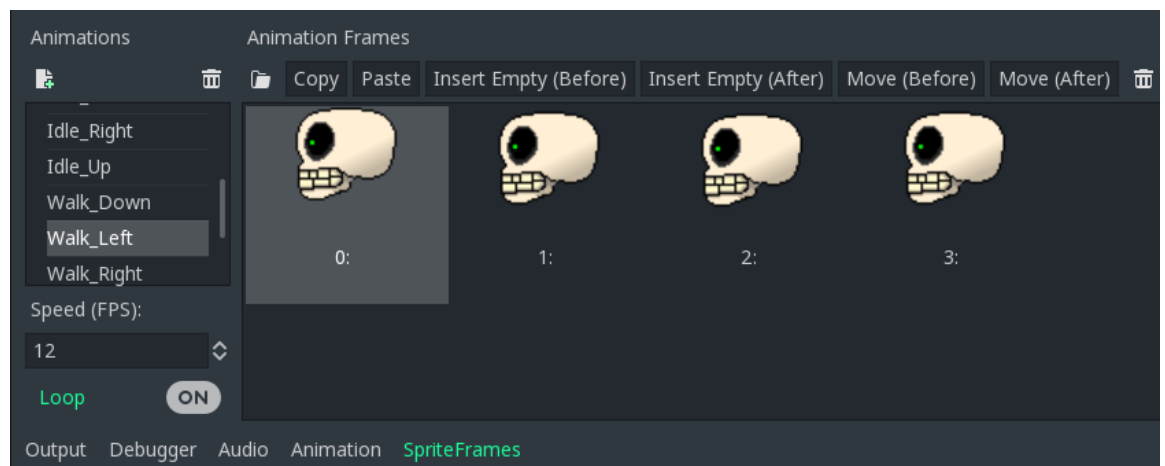 Animations
Animation Frames
Copy Paste Insert Empty (Before) Insert Empty (After) Move (Before) Move (After)
Idle_Right
Idle_Up
Walk_Down
Walk_Left
Walk_Right
0: 1: 2: 3:
Speed (FPS):
12
Loop ON
Output Debugger Audio Animation SpriteFrames